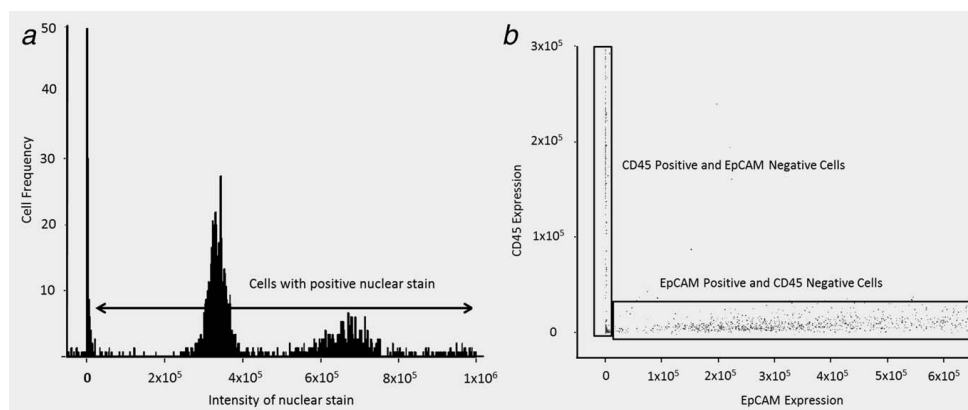 a
50
40
30
20
10
Cell Frequency
Cells with positive nuclear stain
0 2x10⁵ 4x10⁵ 6x10⁵ 8x10⁵ 1x10⁶
Intensity of nuclear stain
b
3x10⁵
2x10⁵
1x10⁵
0
CD45 Expression
CD45 Positive and EpCAM Negative Cells
EpCAM Positive and CD45 Negative Cells
0 1x10⁵ 2x10⁵ 3x10⁵ 4x10⁵ 5x10⁵ 6x10⁵
EpCAM Expression